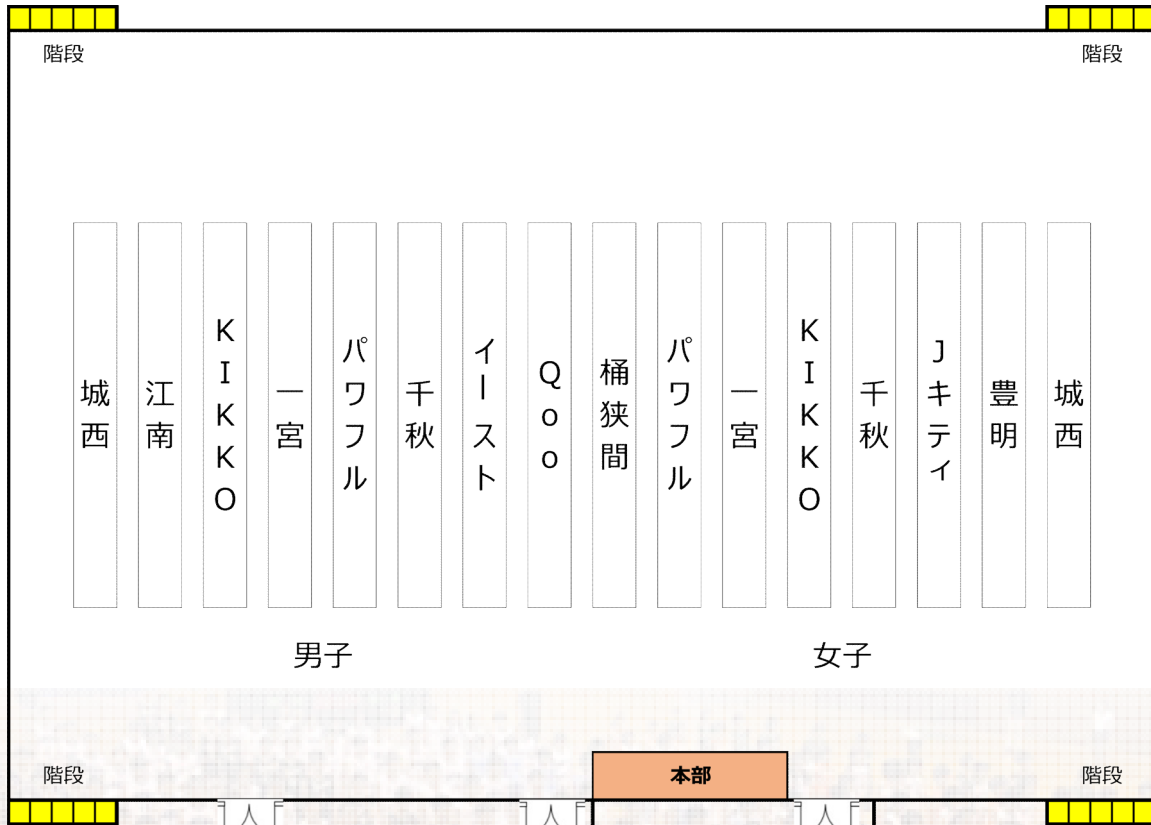 階段
階段
城西
江南
KIKKO
一宮
パワフル
千秋
イースト
Qoo
桶狭間
パワフル
一宮
KIKKO
千秋
Jキティ
豊明
城西
男子
女子
階段
本部
階段